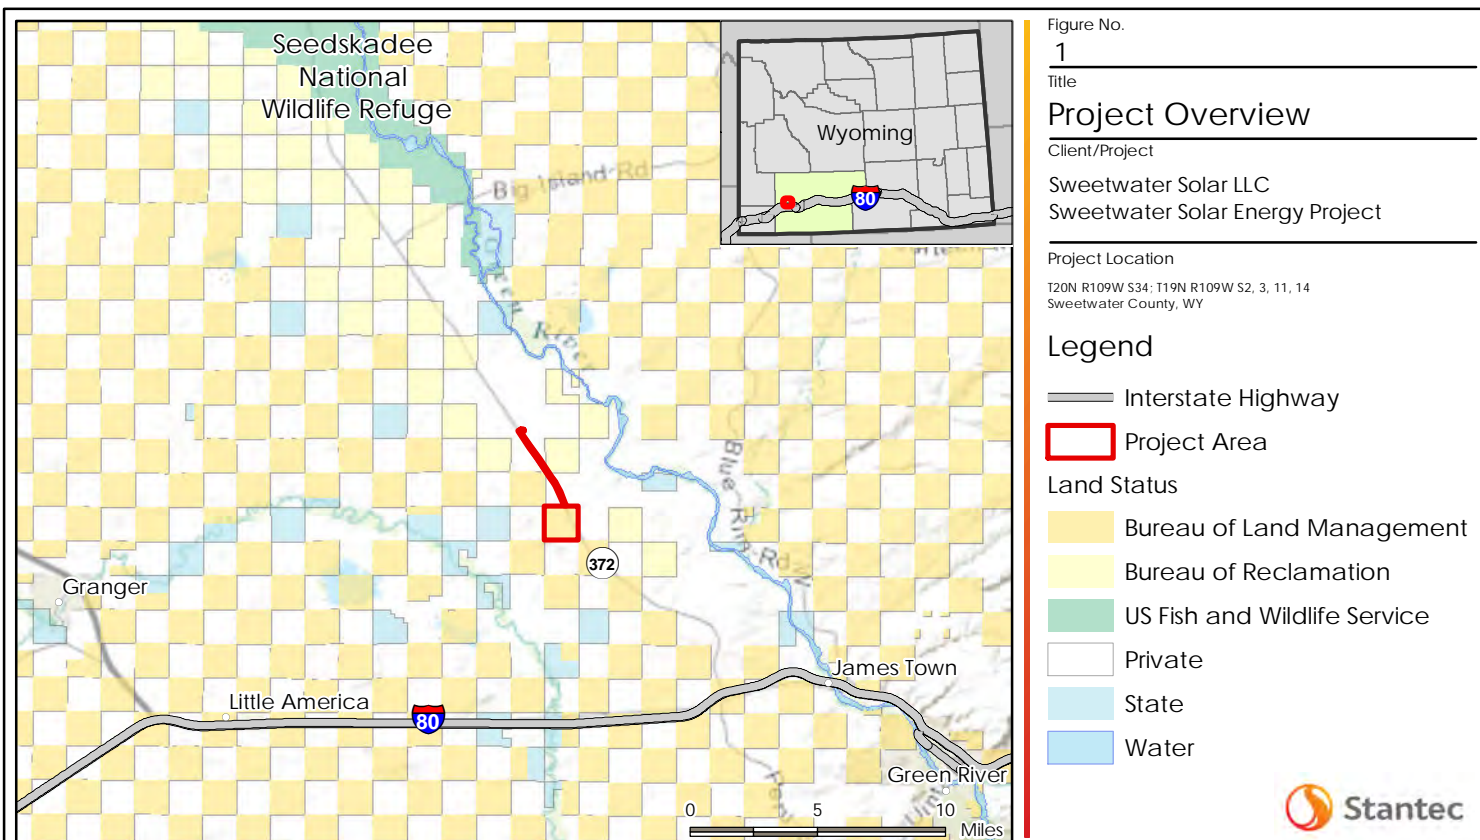 Seedskadee
National
Wildlife Refuge
Big Island Rd
Wyoming
80
Green River
Blue Rim Rd
372
Granger
Little America
80
James Town
Green River
0 5 10
Miles
Figure No.
1
Title
Project Overview
Client/Project
Sweetwater Solar LLC
Sweetwater Solar Energy Project
Project Location
T20N R109W S34; T19N R109W S2, 3, 11, 14
Sweetwater County, WY
Legend
Interstate Highway
Project Area
Land Status
Bureau of Land Management
Bureau of Reclamation
US Fish and Wildlife Service
Private
State
Water
Stantec